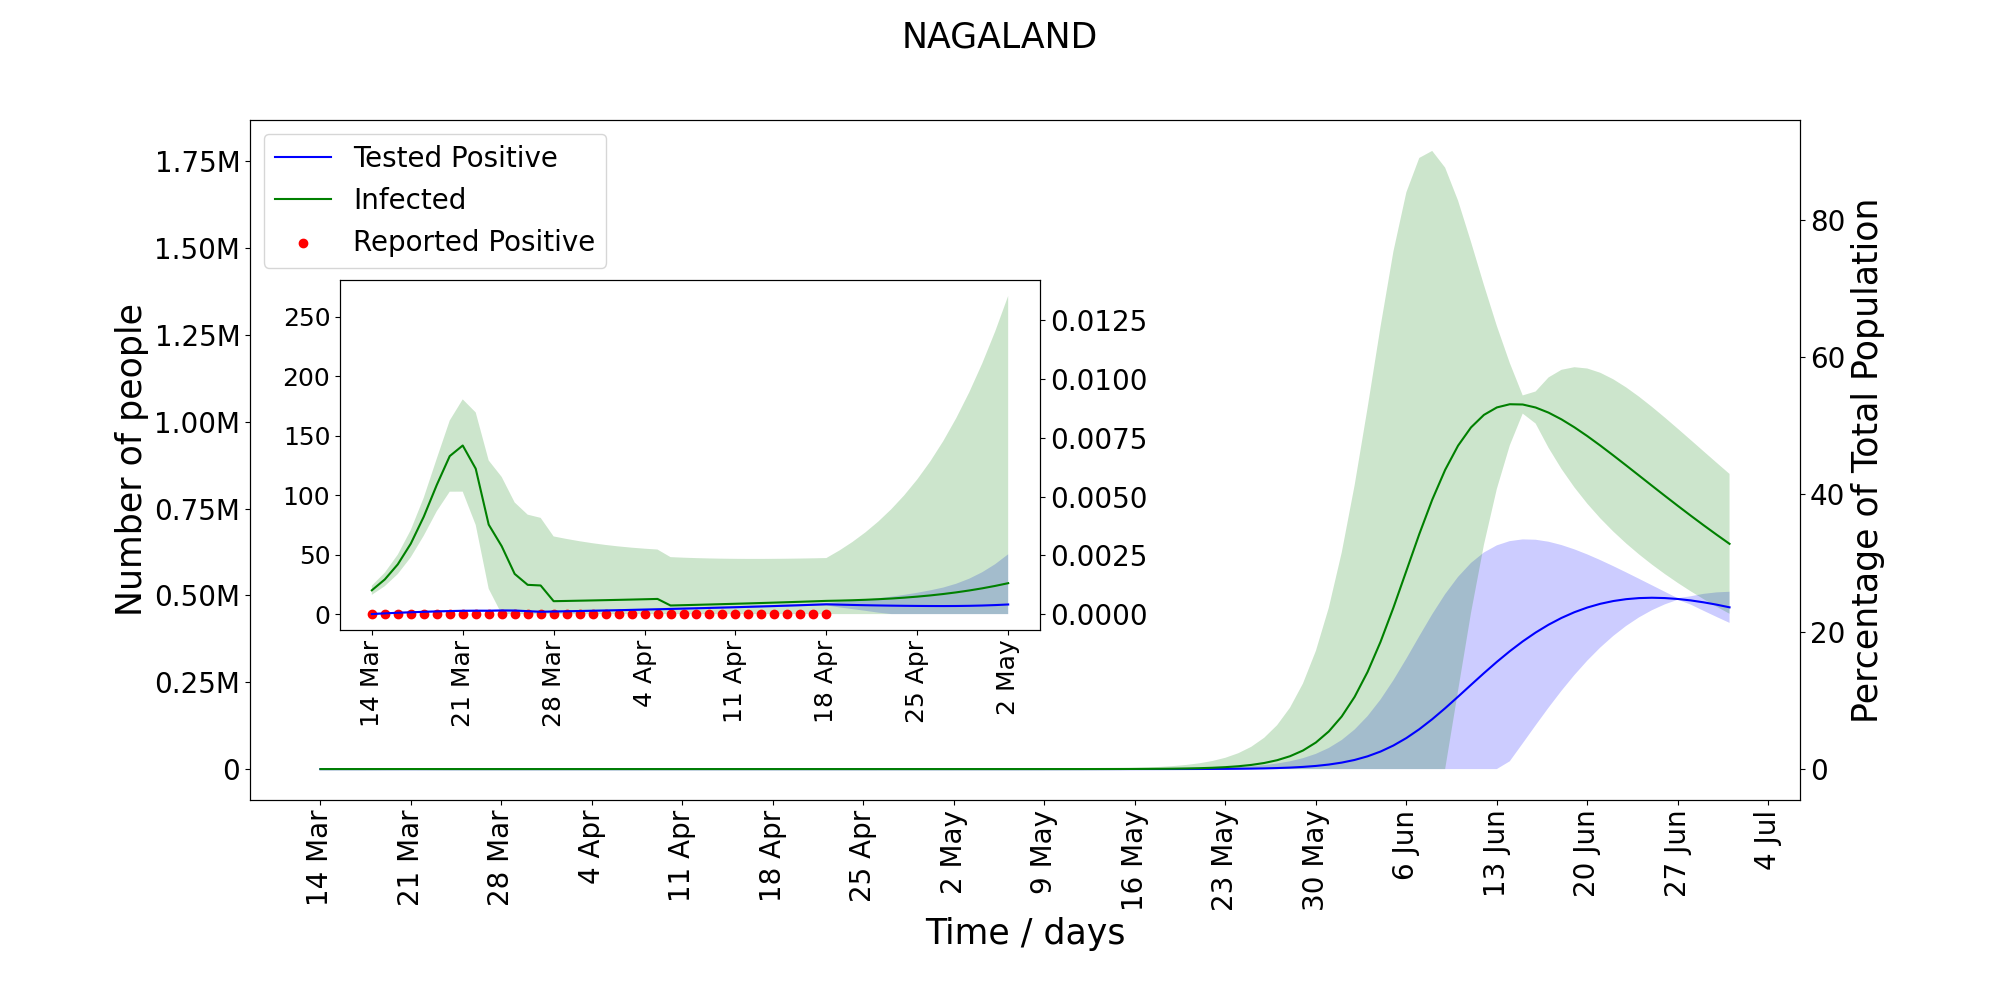 NAGALAND
Tested Positive
Infected
Reported Positive
Number of people
1.75M
1.50M
1.25M
1.00M
0.75M
0.50M
0.25M
0
250
200
150
100
50
0
0.0125
0.0100
0.0075
0.0050
0.0025
0.0000
14 Mar
21 Mar
28 Mar
4 Apr
11 Apr
18 Apr
25 Apr
2 May
80
60
40
20
0
Percentage of Total Population
14 Mar
21 Mar
28 Mar
4 Apr
11 Apr
18 Apr
25 Apr
2 May
9 May
16 May
23 May
30 May
6 Jun
13 Jun
20 Jun
27 Jun
4 Jul
Time / days